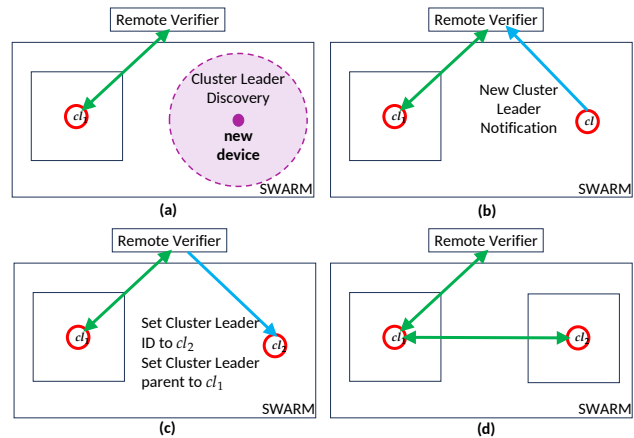 Remote Verifier
cl1
Cluster Leader
Discovery
new
device
SWARM
(a)
Remote Verifier
cl1
New Cluster
Leader
Notification
cl
SWARM
(b)
Remote Verifier
cl1
Set Cluster Leader
ID to cl2
Set Cluster Leader
parent to cl1
cl2
SWARM
(c)
Remote Verifier
cl1
cl2
SWARM
(d)